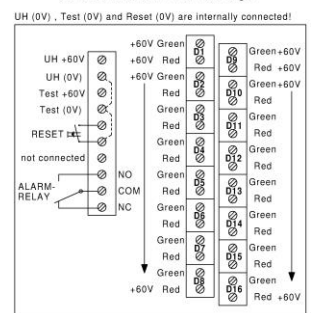 UH (0V) , Test (0V) and Reset (0V) are internally connected!
UH +60V
UH (0V)
Test +60V
Test (0V)
RESET
not connected
ALARM-
RELAY
NO
COM
NC
+60V Green
+60V Red
+60V Green
Red
Green
Red
Green
Red
Green
Red
Green
Red
Green
Red
Green
+60V Red
D1
D2
D3
D4
D5
D6
D7
D8
D9
D10
D11
D12
D13
D14
D15
D16
Green +60V
Red
Green +60V
Red
Green
Red
Green
Red
Green
Red
Green
Red
Green
Red
Green
Red +60V